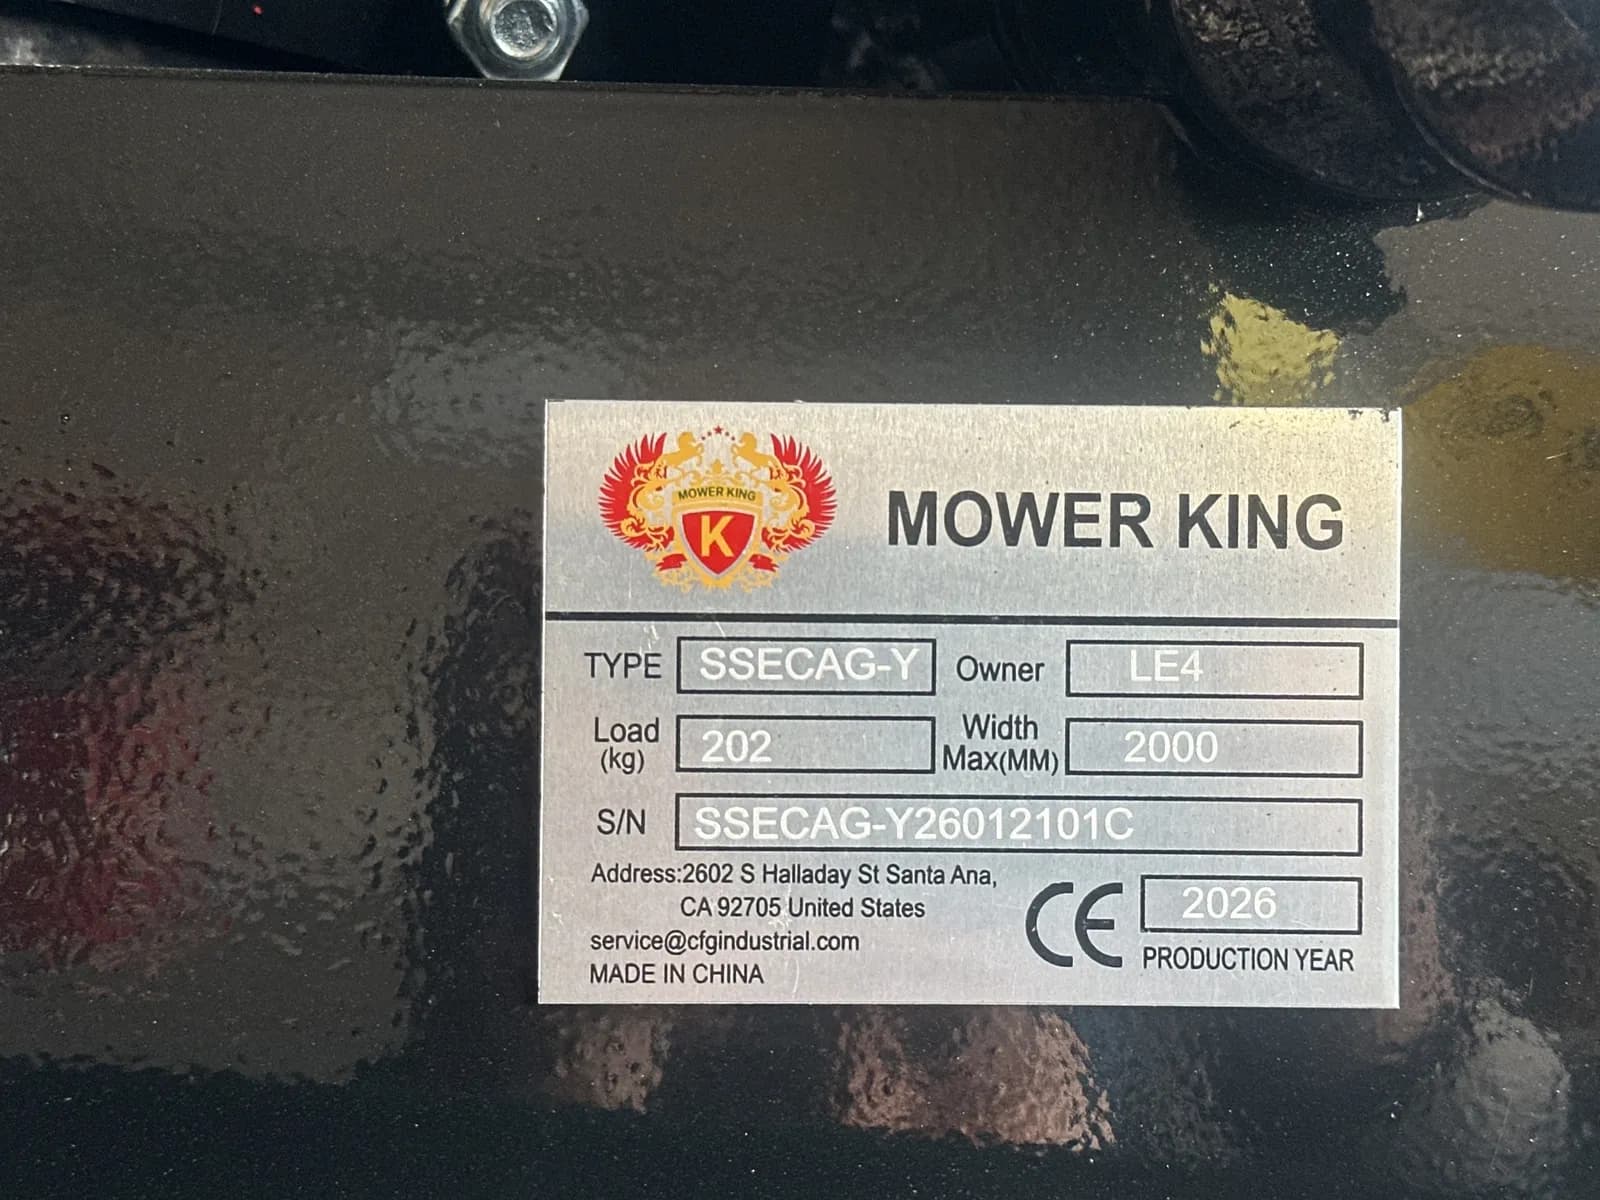 MOWER KING
K
MOWER KING
TYPE SSECAG-Y Owner LE4
Load (kg) 202 Width Max(MM) 2000
S/N SSECAG-Y26012101C
Address:2602 S Halladay St Santa Ana,
CA 92705 United States
service@cfgindustrial.com
MADE IN CHINA
CE 2026
PRODUCTION YEAR